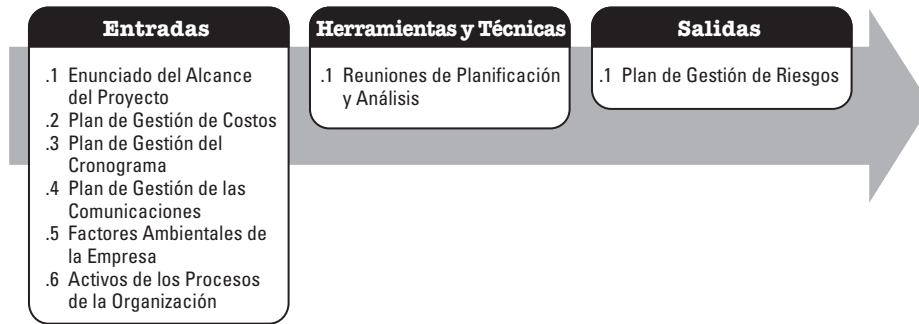 Entradas
.1 Enunciado del Alcance
del Proyecto
.2 Plan de Gestión de Costos
.3 Plan de Gestión del
Cronograma
.4 Plan de Gestión de las
Comunicaciones
.5 Factores Ambientales de
la Empresa
.6 Activos de los Procesos
de la Organización
Herramientas y Técnicas
.1 Reuniones de Planificación
y Análisis
Salidas
.1 Plan de Gestión de Riesgos